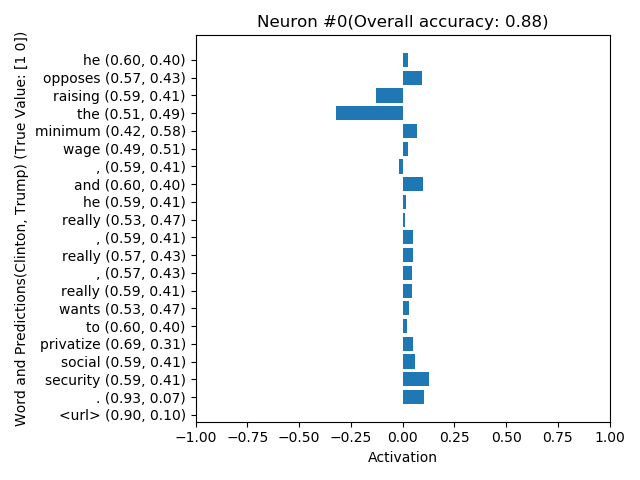 Neuron #0(Overall accuracy: 0.88)
Word and Predictions(Clinton, Trump) (True Value: [1 0])
he (0.60, 0.40)
opposes (0.57, 0.43)
raising (0.59, 0.41)
the (0.51, 0.49)
minimum (0.42, 0.58)
wage (0.49, 0.51)
, (0.59, 0.41)
and (0.60, 0.40)
he (0.59, 0.41)
really (0.53, 0.47)
, (0.59, 0.41)
really (0.57, 0.43)
, (0.57, 0.43)
really (0.59, 0.41)
wants (0.53, 0.47)
to (0.60, 0.40)
privatize (0.69, 0.31)
social (0.59, 0.41)
security (0.59, 0.41)
. (0.93, 0.07)
<url> (0.90, 0.10)
−1.00 −0.75 −0.50 −0.25 0.00 0.25 0.50 0.75 1.00
Activation